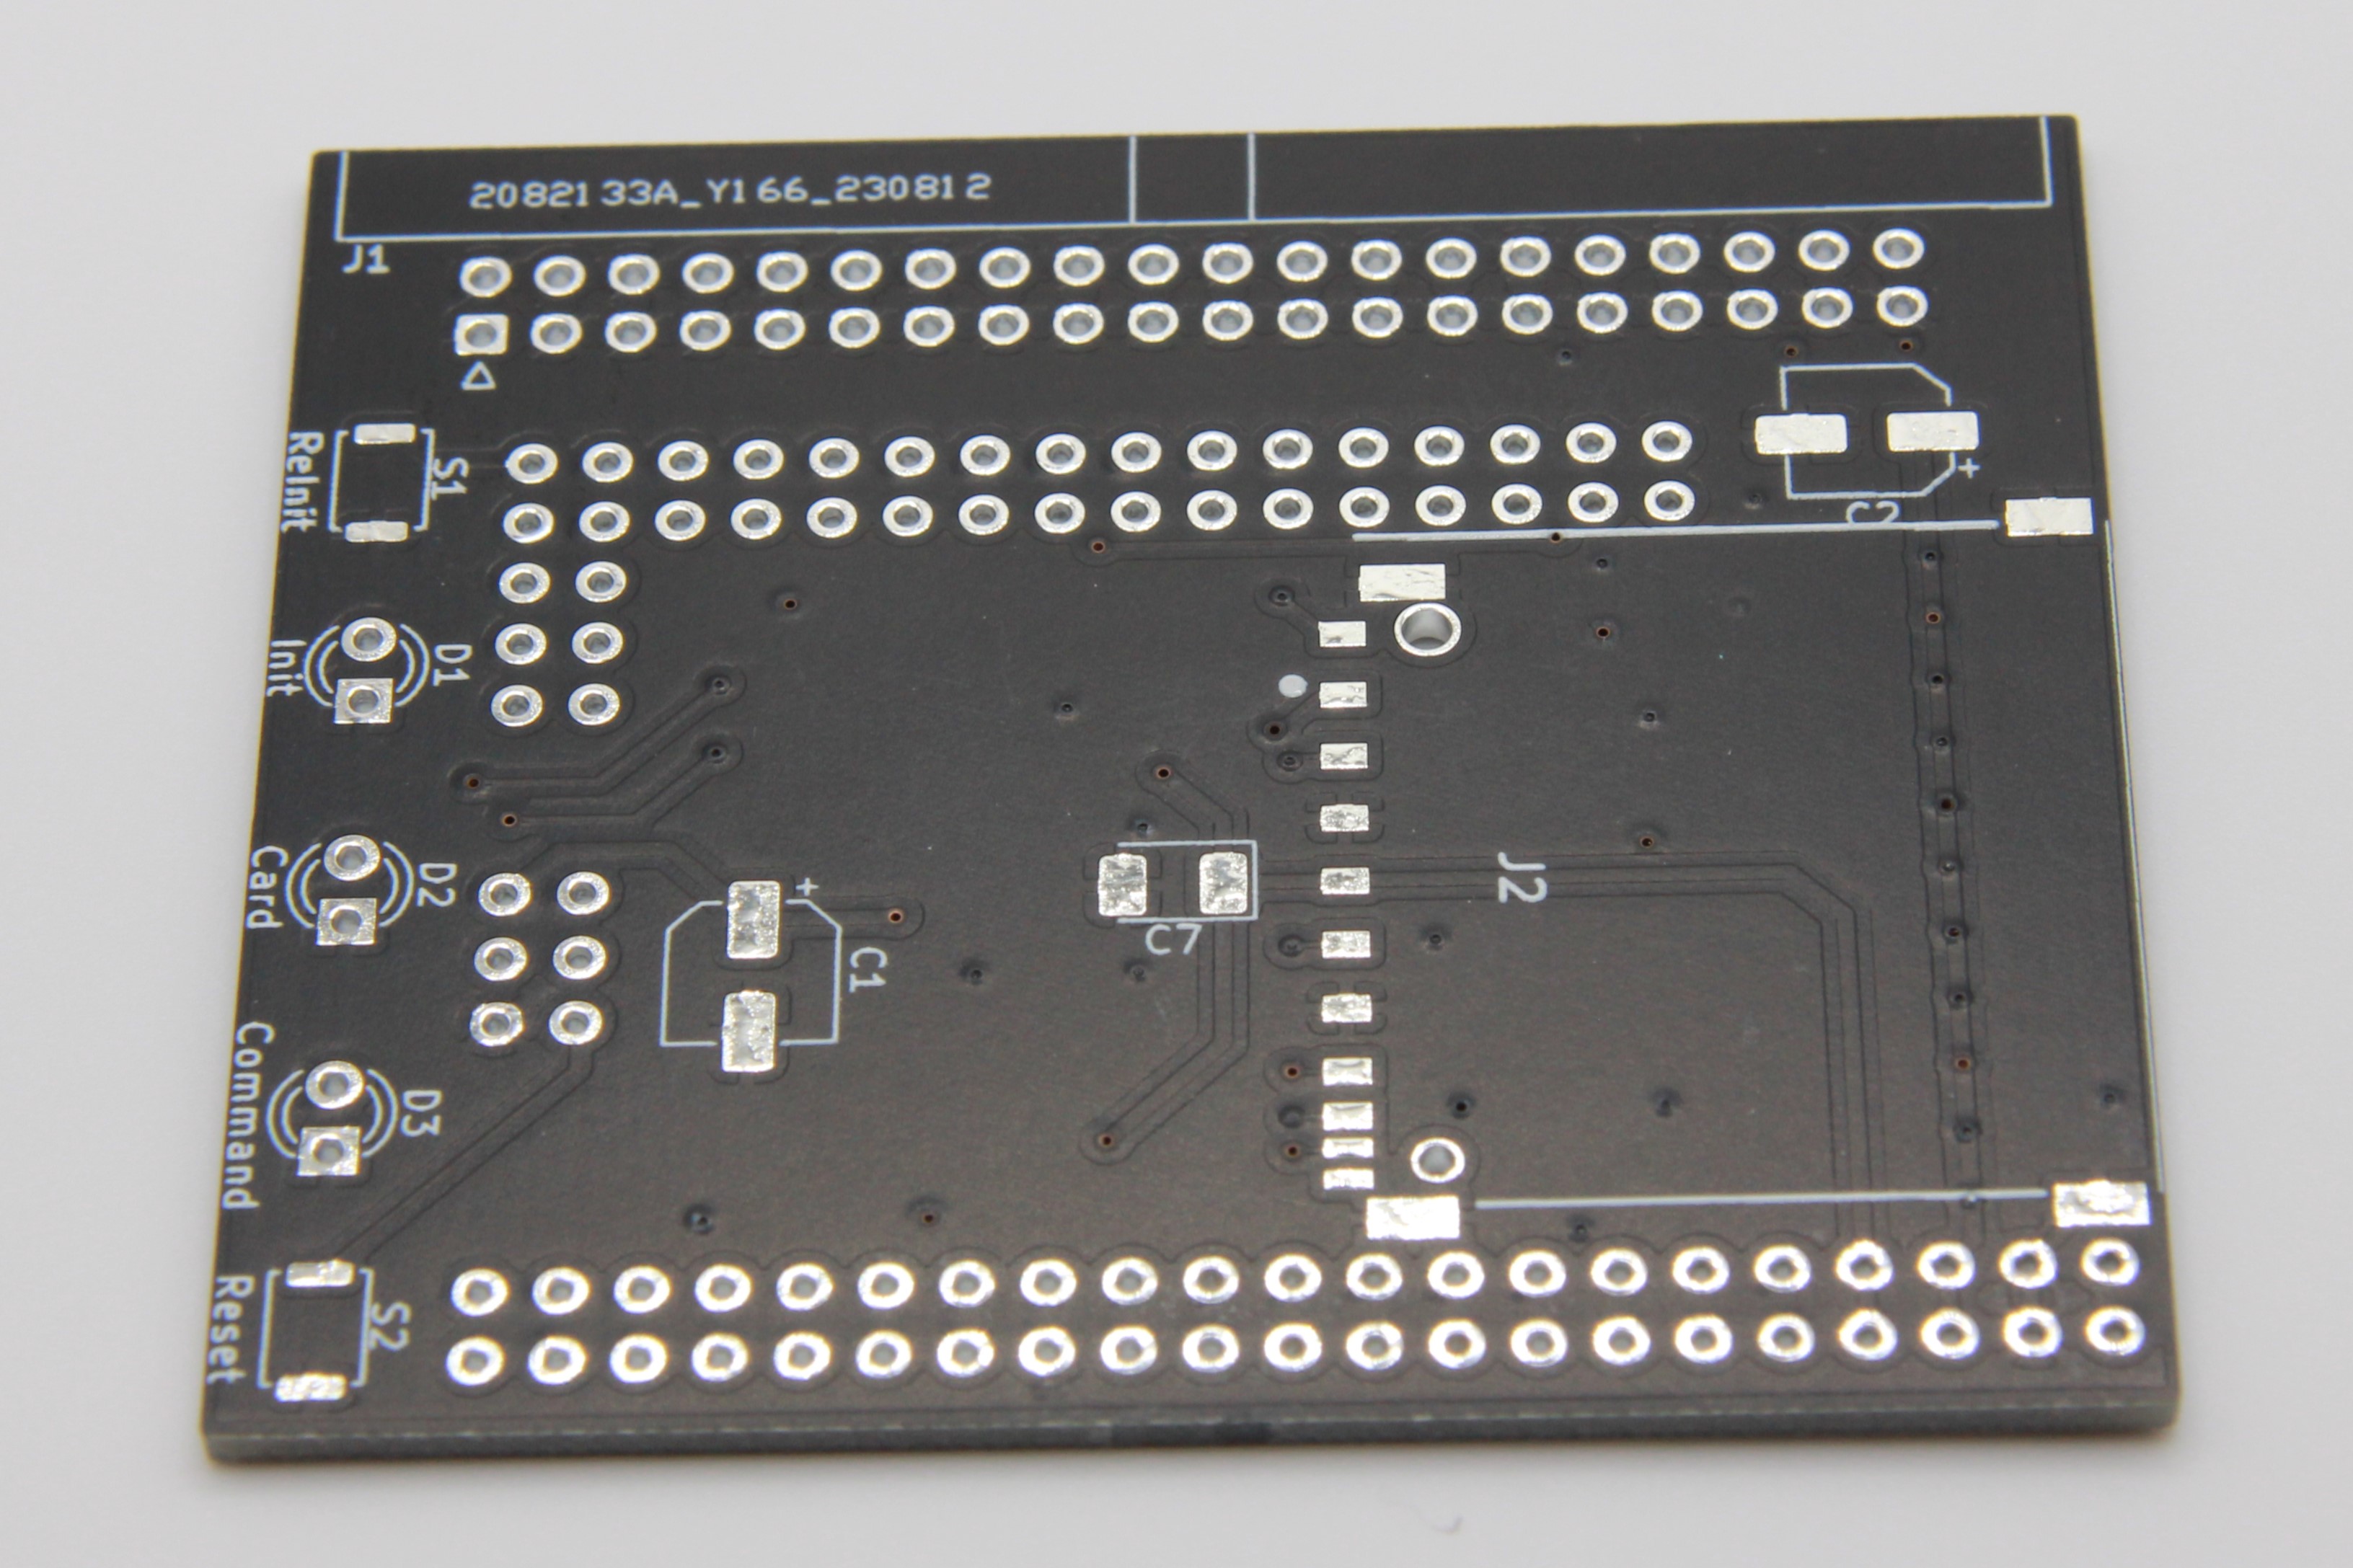 2082133A_Y166_230812
J1
ReInit
S1
+
C2
Init
D1
Card
D2
+
C1
C7
J2
Command
D3
Reset
S2